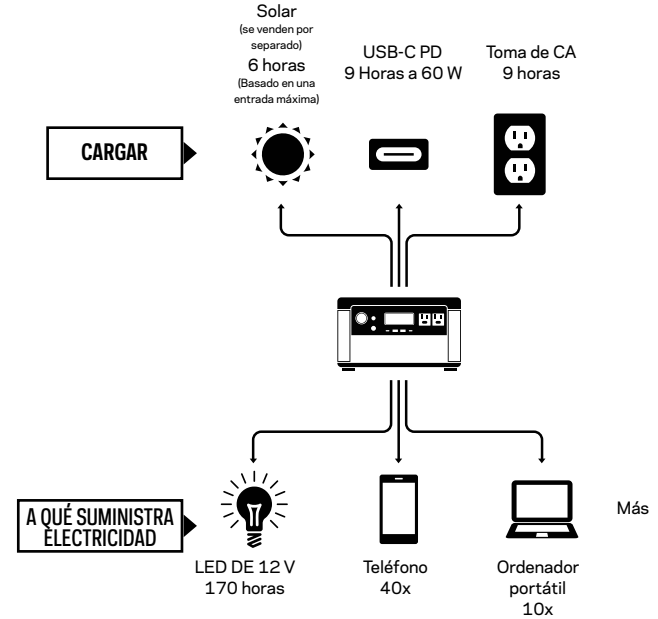 Solar
(se venden por
separado)
6 horas
(Basado en una
entrada máxima)
USB-C PD
9 Horas a 60 W
Toma de CA
9 horas
CARGAR
A QUÉ SUMINISTRA
ÈLECTRICIDAD
LED DE 12 V
170 horas
Teléfono
40x
Ordenador
portátil
10x
Más